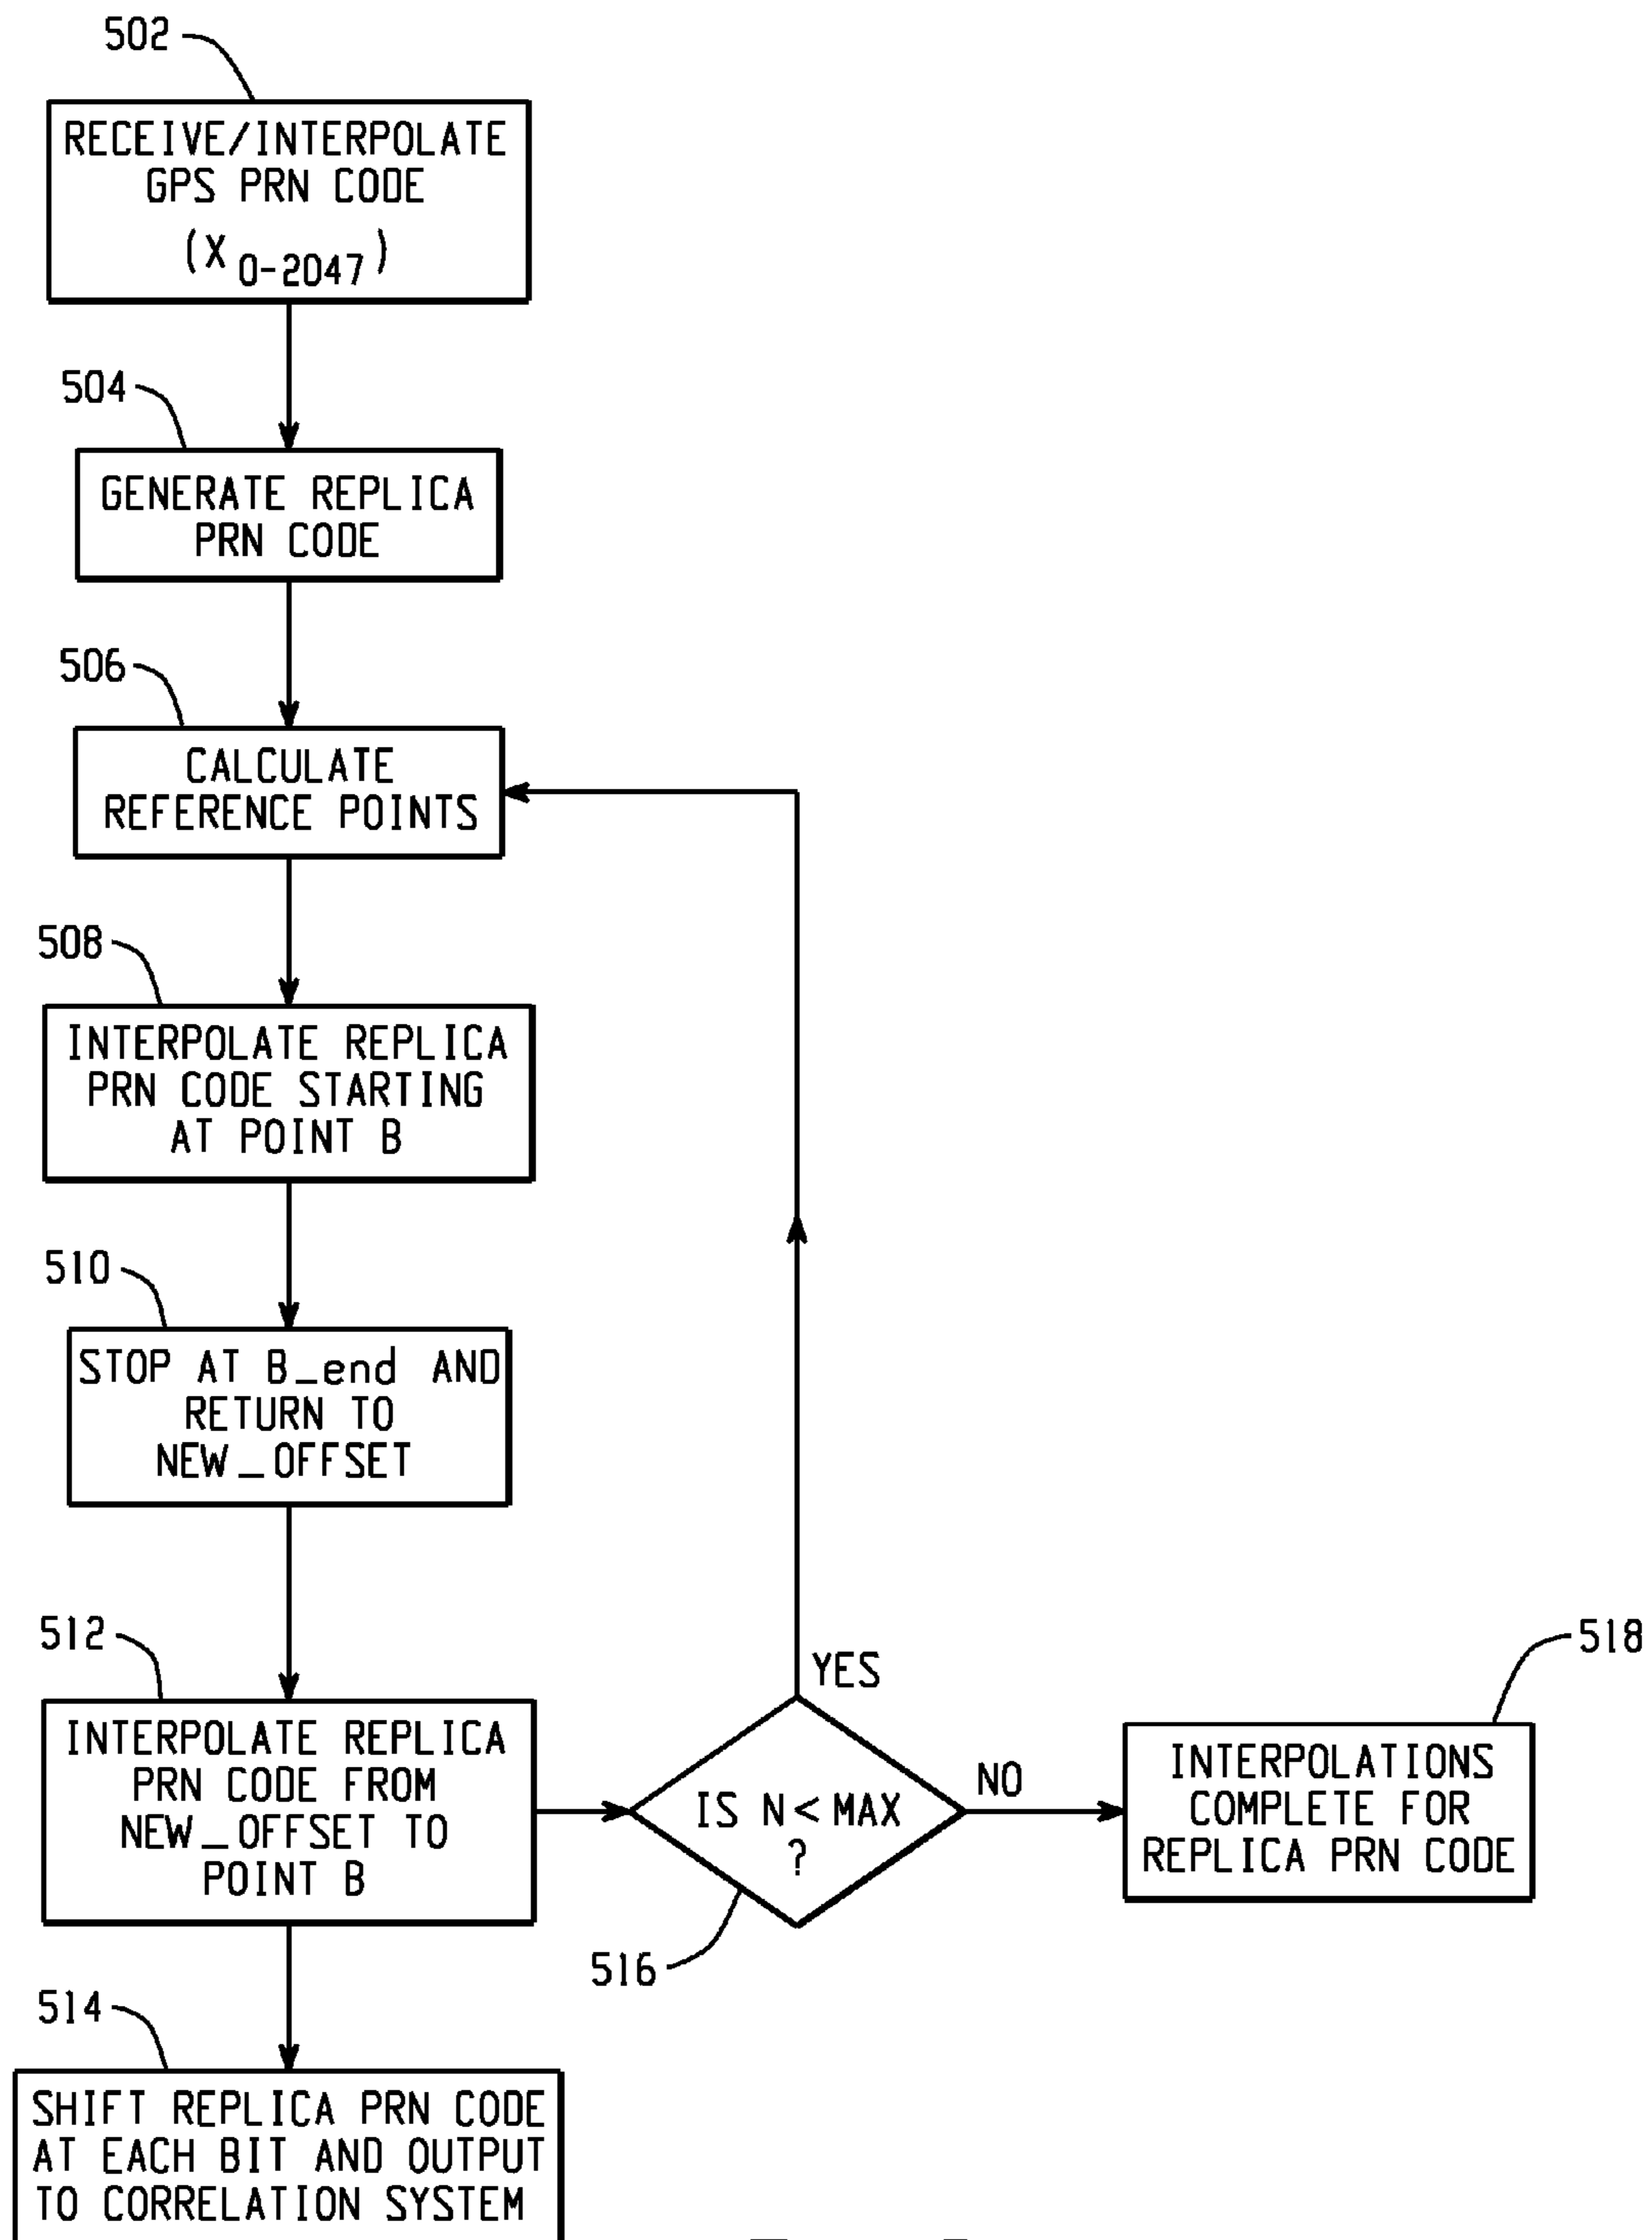 502
RECEIVE/INTERPOLATE
GPS PRN CODE
(X 0-2047)
504
GENERATE REPLICA
PRN CODE
506
CALCULATE
REFERENCE POINTS
508
INTERPOLATE REPLICA
PRN CODE STARTING
AT POINT B
510
STOP AT B_end AND
RETURN TO
NEW_OFFSET
512
INTERPOLATE REPLICA
PRN CODE FROM
NEW_OFFSET TO
POINT B
YES
IS N < MAX
?
516
NO
518
INTERPOLATIONS
COMPLETE FOR
REPLICA PRN CODE
514
SHIFT REPLICA PRN CODE
AT EACH BIT AND OUTPUT
TO CORRELATION SYSTEM